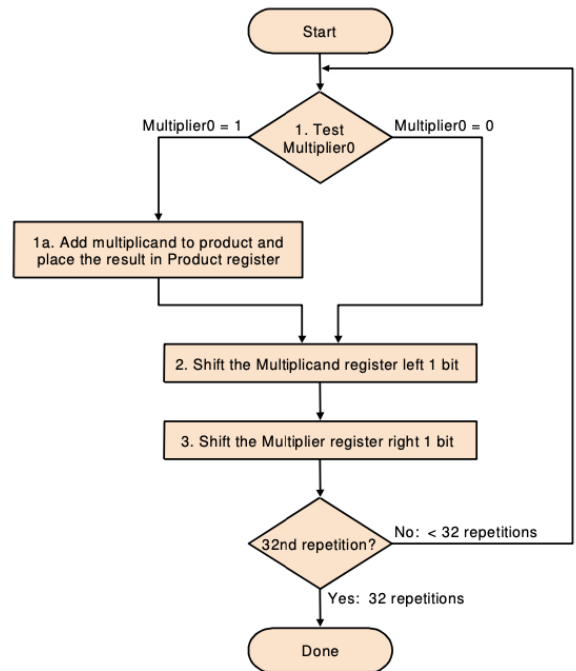 Start
Multiplier0 = 1
1. Test
Multiplier0
Multiplier0 = 0
1a. Add multiplicand to product and
place the result in Product register
2. Shift the Multiplicand register left 1 bit
3. Shift the Multiplier register right 1 bit
32nd repetition?
No: < 32 repetitions
Yes: 32 repetitions
Done